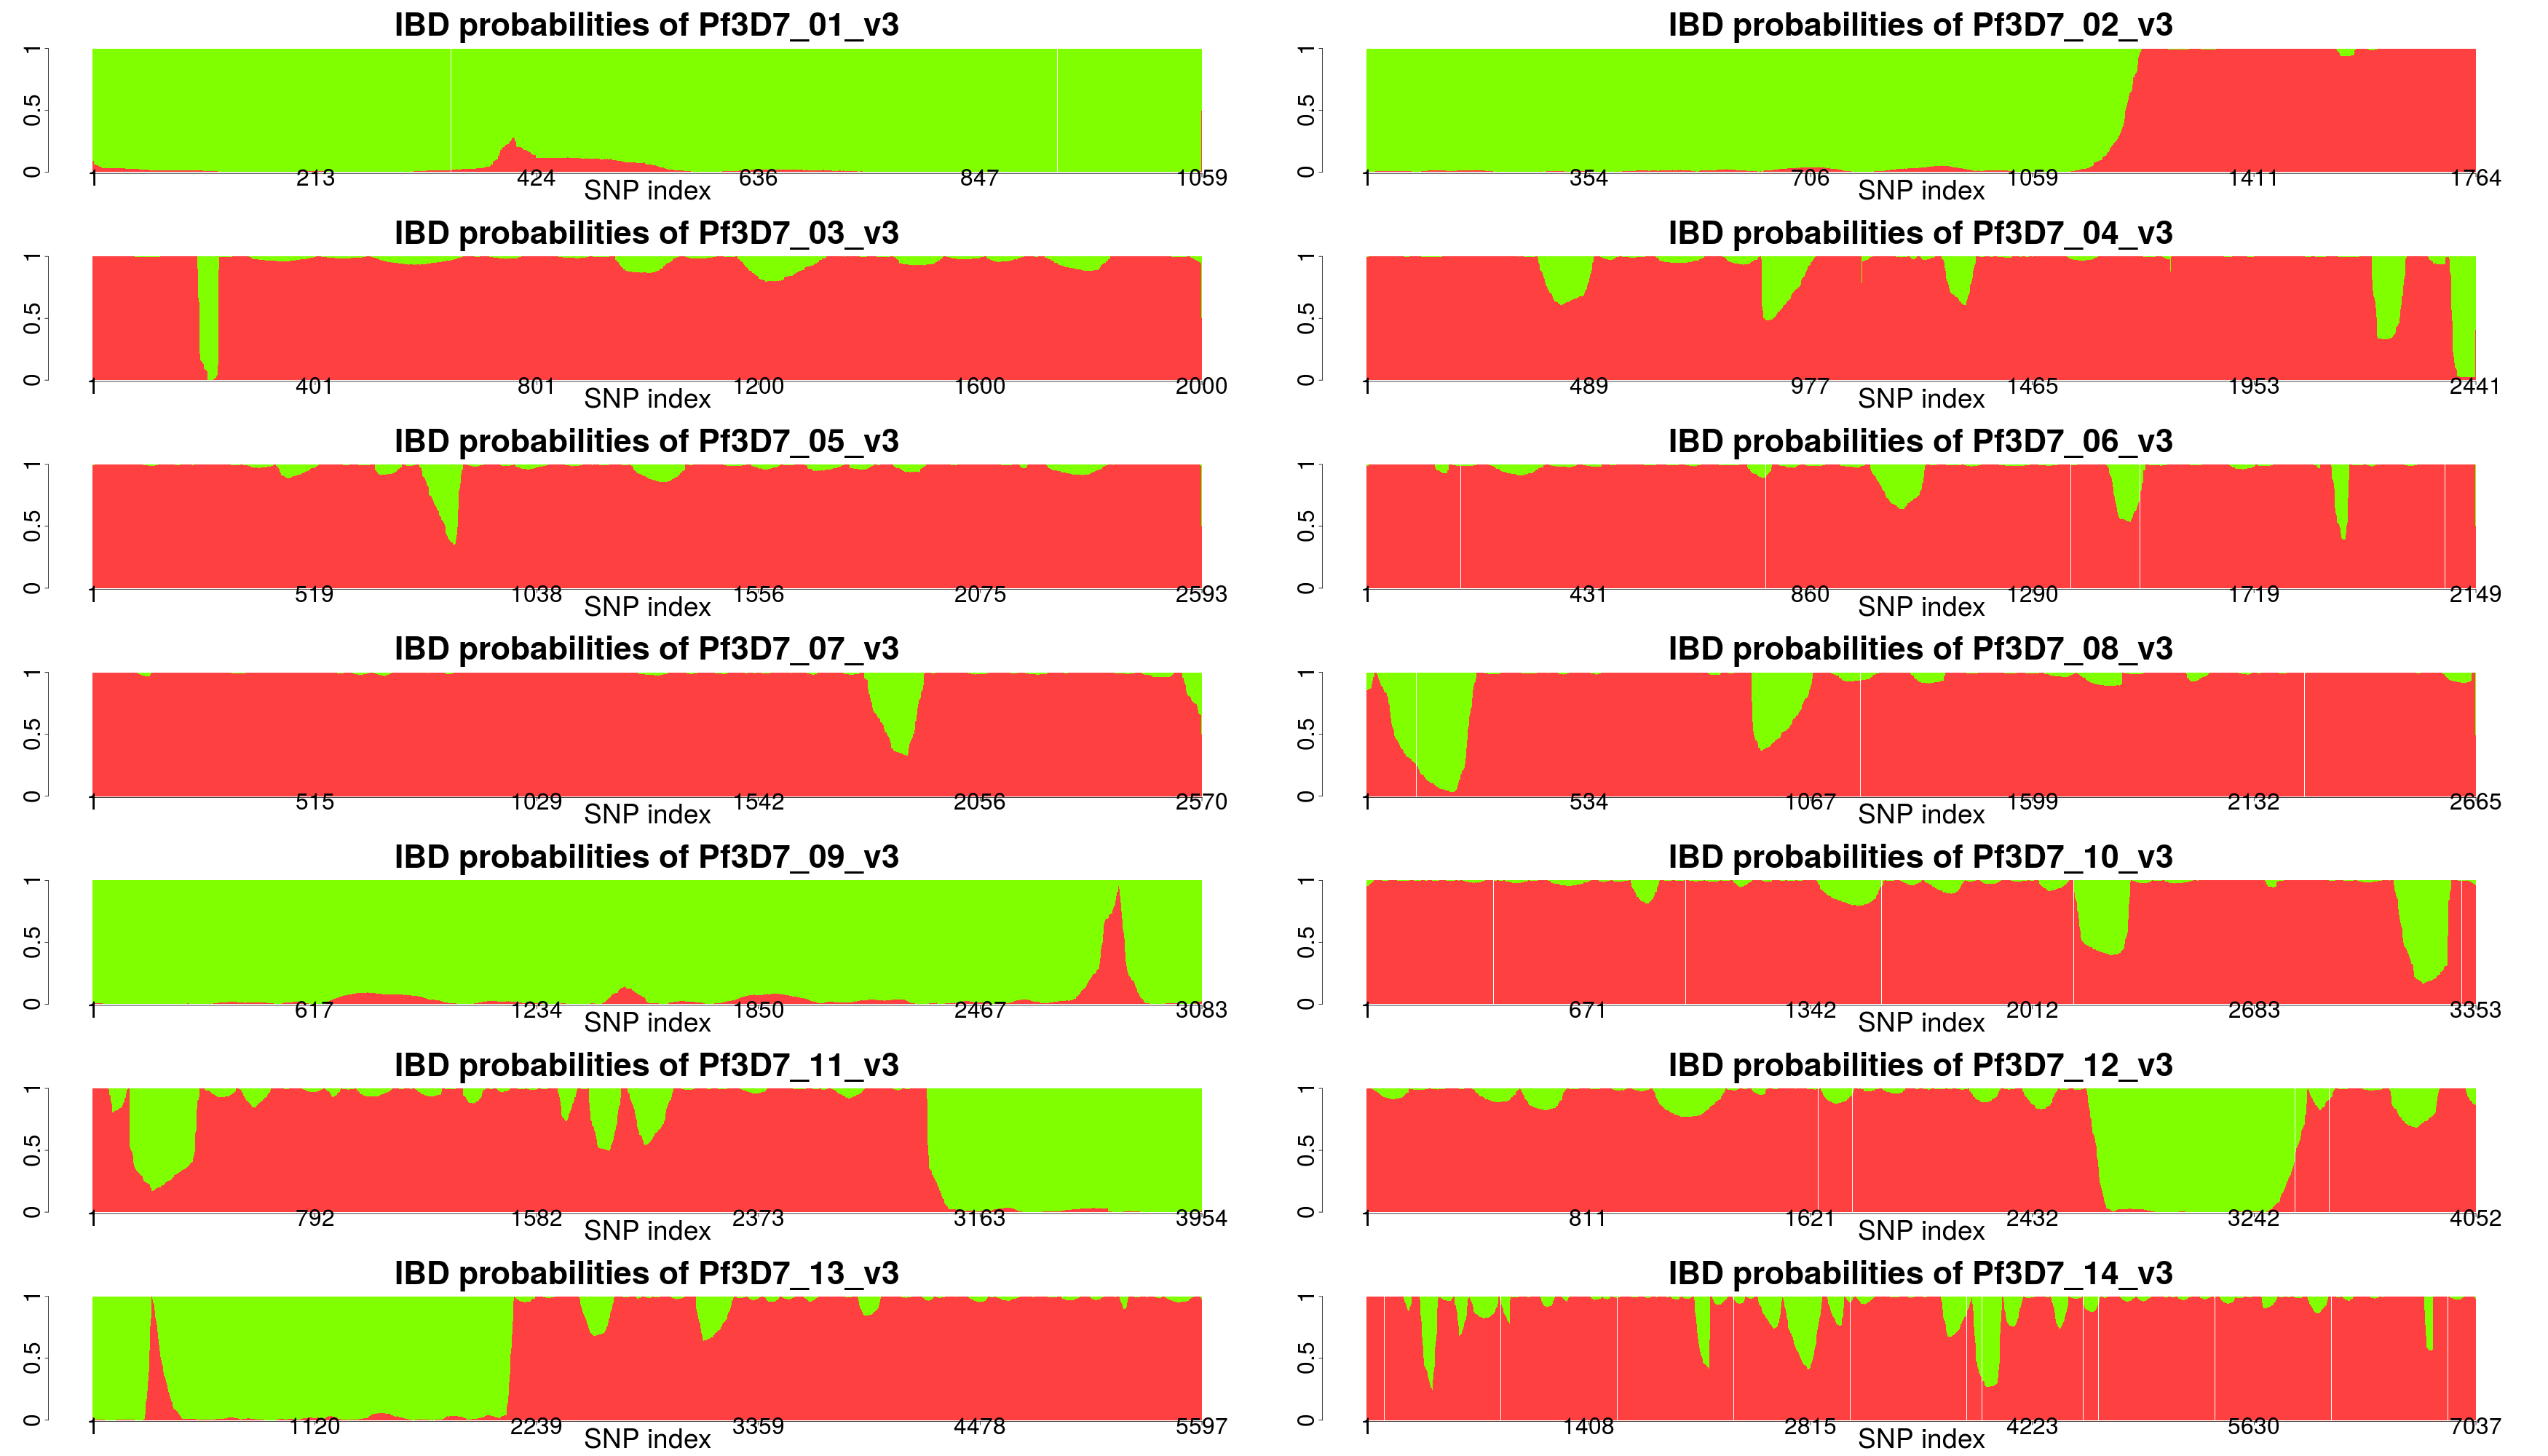 IBD probabilities of Pf3D7_01_v3
0 0.5 1
1 213 424 636 847 1059
SNP index
IBD probabilities of Pf3D7_02_v3
0 0.5 1
1 354 706 1059 1411 1764
SNP index
IBD probabilities of Pf3D7_03_v3
0 0.5 1
1 401 801 1200 1600 2000
SNP index
IBD probabilities of Pf3D7_04_v3
0 0.5 1
1 489 977 1465 1953 2441
SNP index
IBD probabilities of Pf3D7_05_v3
0 0.5 1
1 519 1038 1556 2075 2593
SNP index
IBD probabilities of Pf3D7_06_v3
0 0.5 1
1 431 860 1290 1719 2149
SNP index
IBD probabilities of Pf3D7_07_v3
0 0.5 1
1 515 1029 1542 2056 2570
SNP index
IBD probabilities of Pf3D7_08_v3
0 0.5 1
1 534 1067 1599 2132 2665
SNP index
IBD probabilities of Pf3D7_09_v3
0 0.5 1
1 617 1234 1850 2467 3083
SNP index
IBD probabilities of Pf3D7_10_v3
0 0.5 1
1 671 1342 2012 2683 3353
SNP index
IBD probabilities of Pf3D7_11_v3
0 0.5 1
1 792 1582 2373 3163 3954
SNP index
IBD probabilities of Pf3D7_12_v3
0 0.5 1
1 811 1621 2432 3242 4052
SNP index
IBD probabilities of Pf3D7_13_v3
0 0.5 1
1 1120 2239 3359 4478 5597
SNP index
IBD probabilities of Pf3D7_14_v3
0 0.5 1
1 1408 2815 4223 5630 7037
SNP index